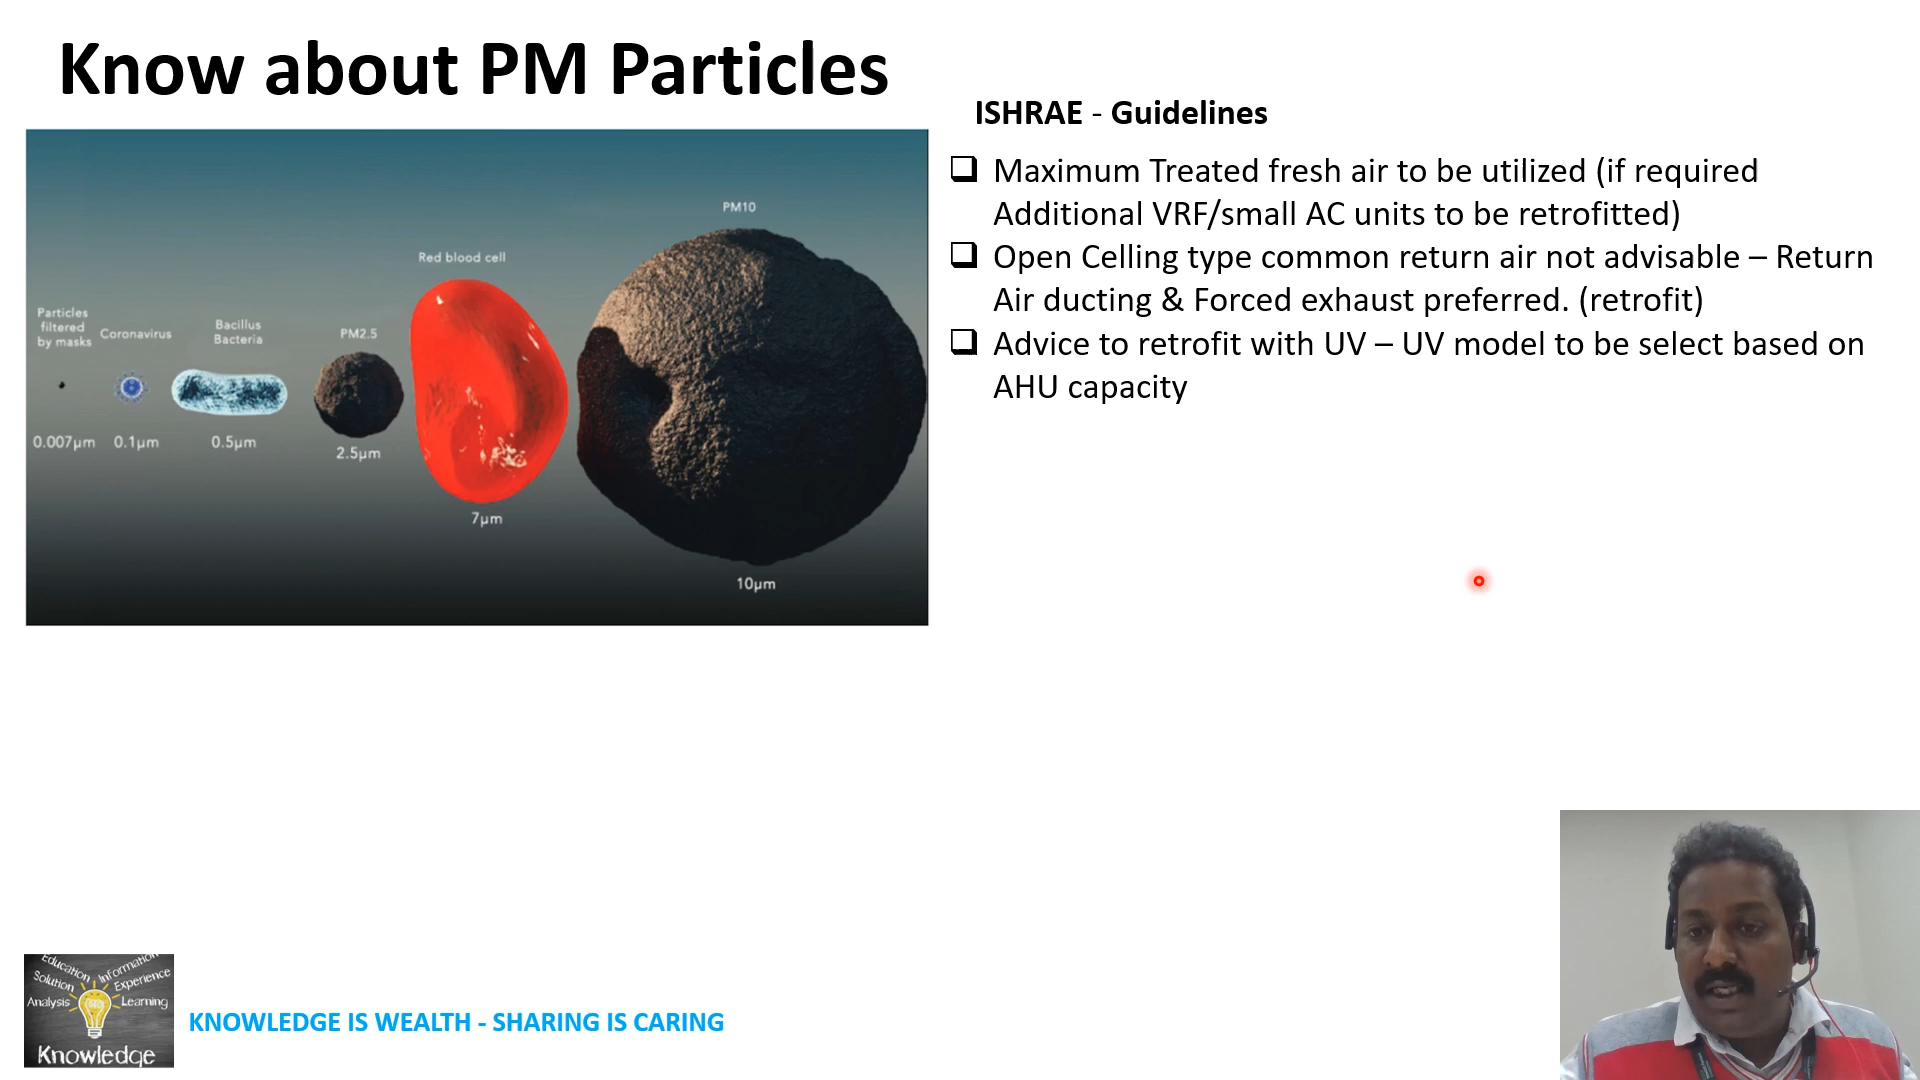 Know about PM Particles
ISHRAE - Guidelines
Maximum Treated fresh air to be utilized (if required
Additional VRF/small AC units to be retrofitted)
Open Celling type common return air not advisable – Return
Air ducting & Forced exhaust preferred. (retrofit)
Advice to retrofit with UV – UV model to be select based on
AHU capacity
PM10
Red blood cell
Particles
filtered
by masks
Coronavirus
Bacillus
Bacteria
PM2.5
0.007µm
0.1µm
0.5µm
2.5µm
7µm
10µm
Education
Information
Solution
Experience
Analysis
Learning
Knowledge
KNOWLEDGE IS WEALTH - SHARING IS CARING